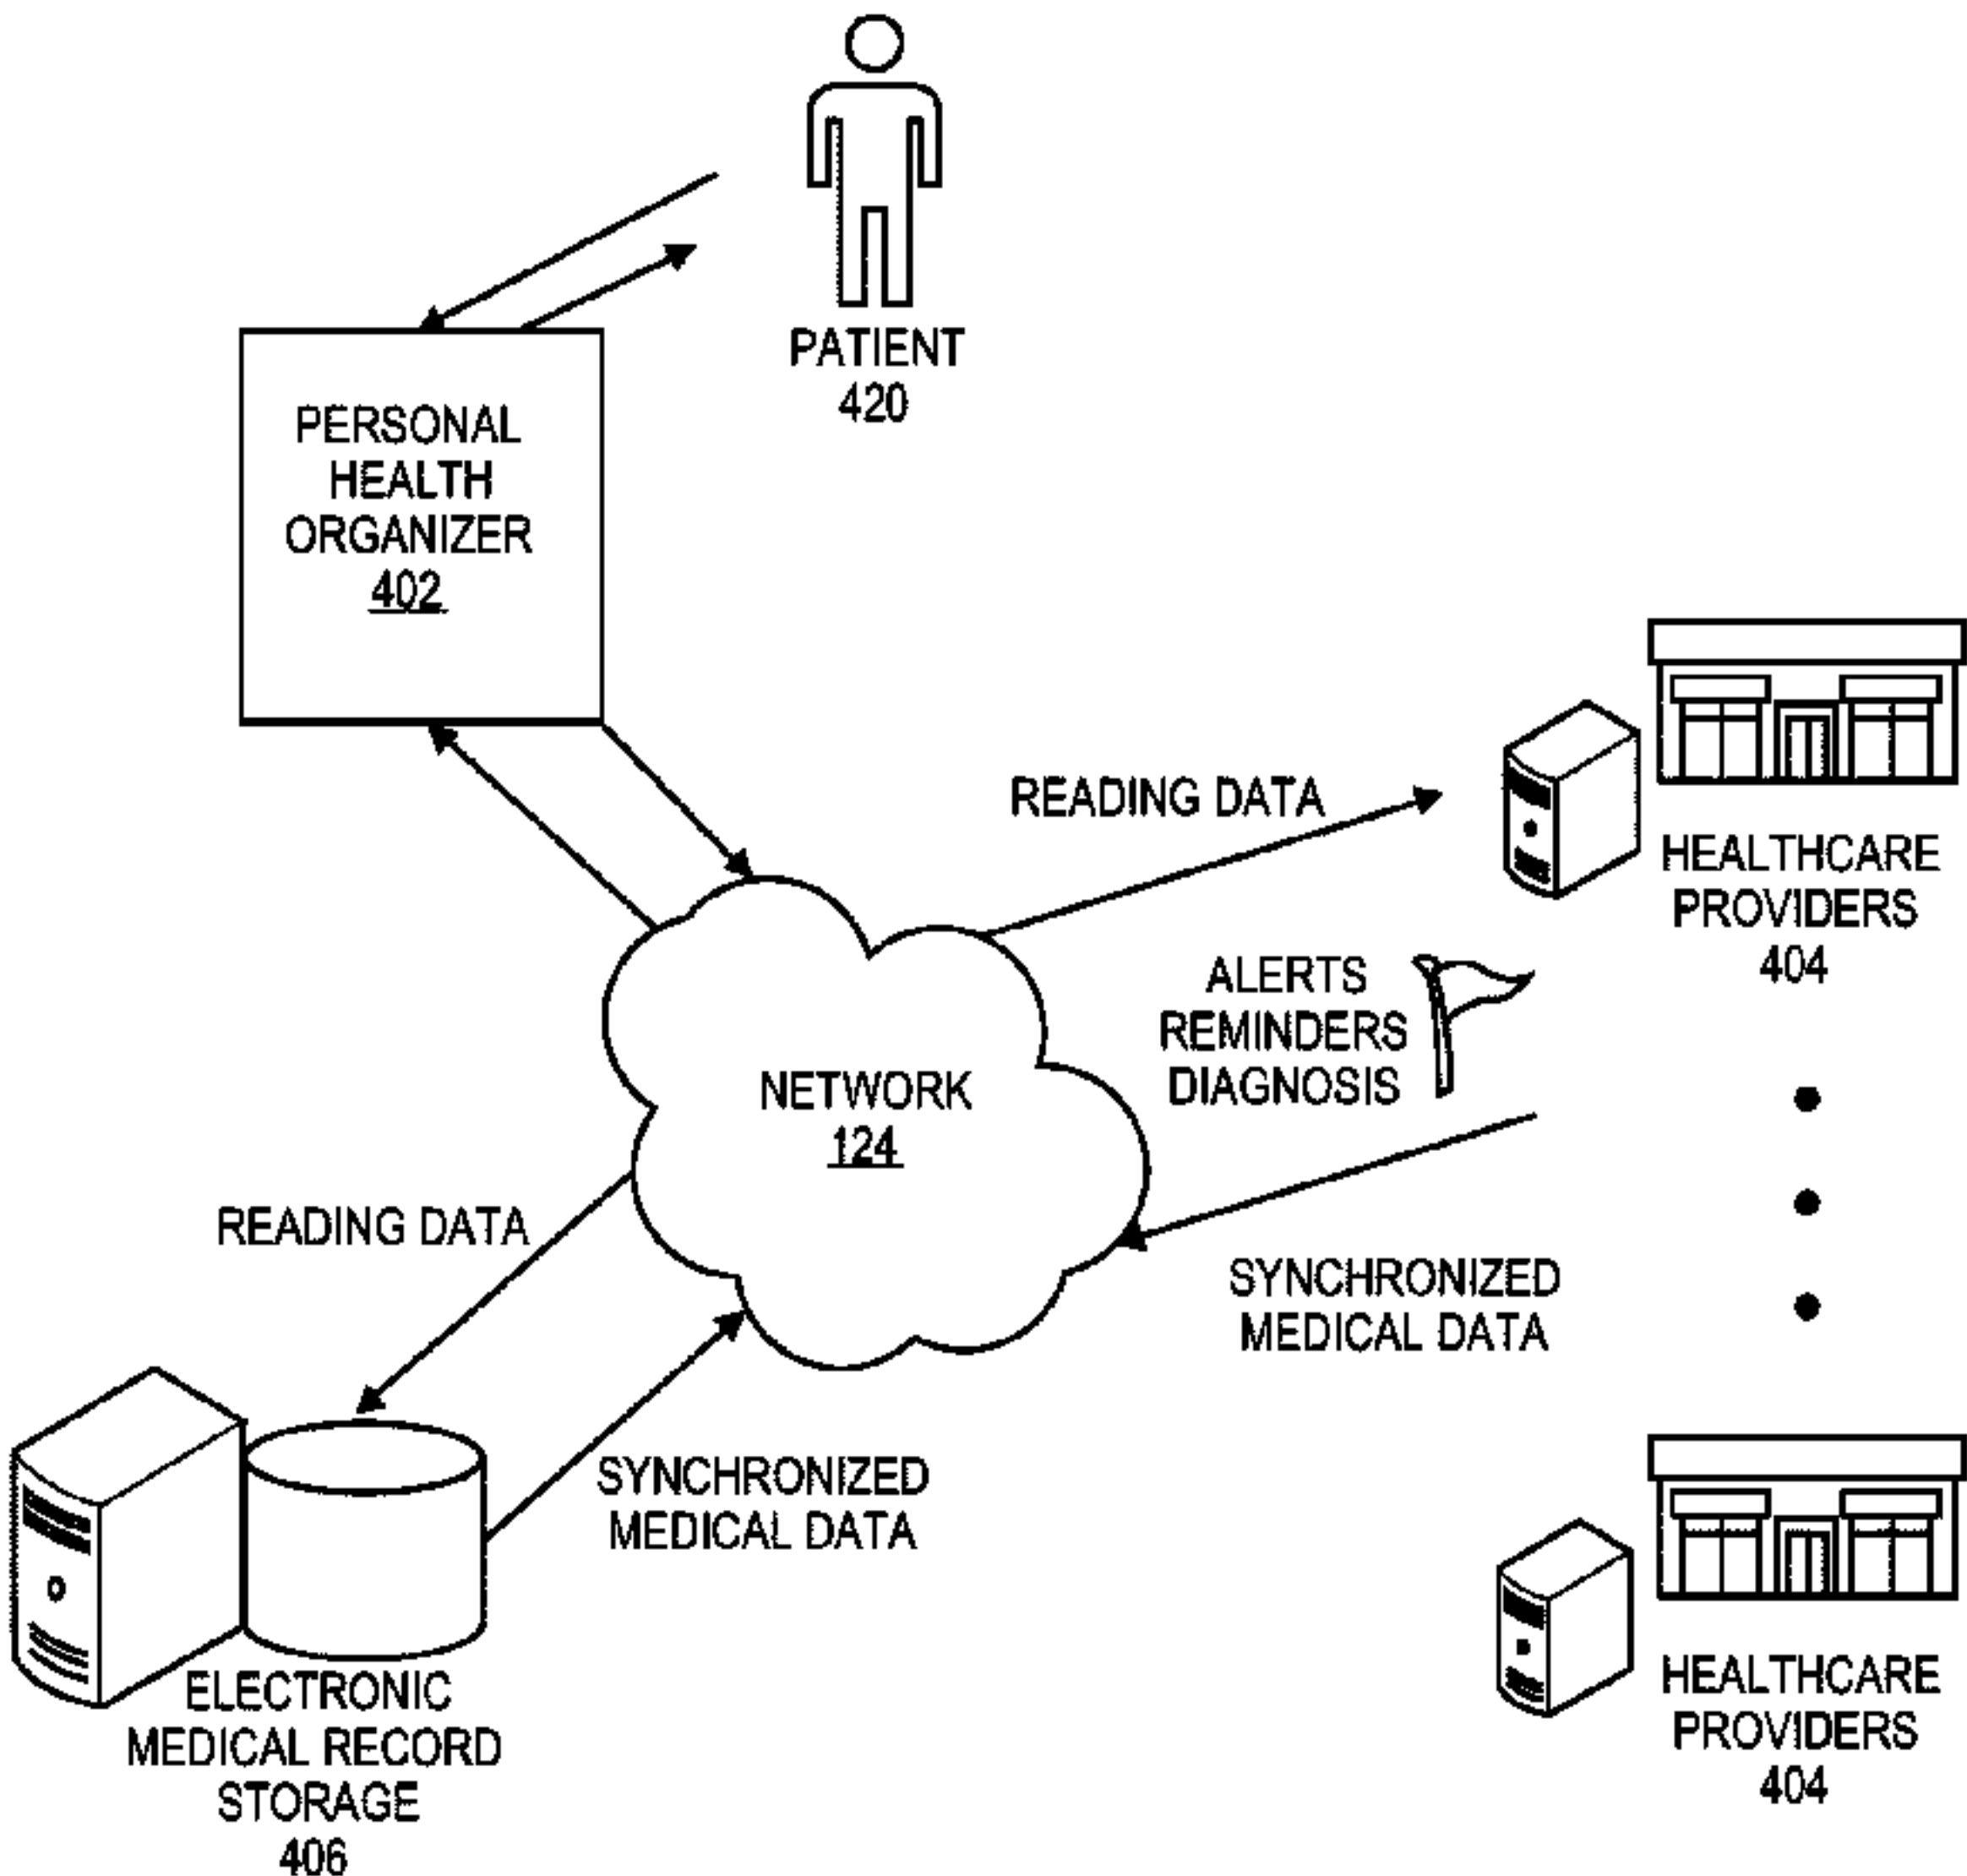 PATIENT
420
PERSONAL
HEALTH
ORGANIZER
402
READING DATA
HEALTHCARE
PROVIDERS
404
ALERTS
REMINDERS
DIAGNOSIS
NETWORK
124
READING DATA
SYNCHRONIZED
MEDICAL DATA
SYNCHRONIZED
MEDICAL DATA
ELECTRONIC
MEDICAL RECORD
STORAGE
406
HEALTHCARE
PROVIDERS
404